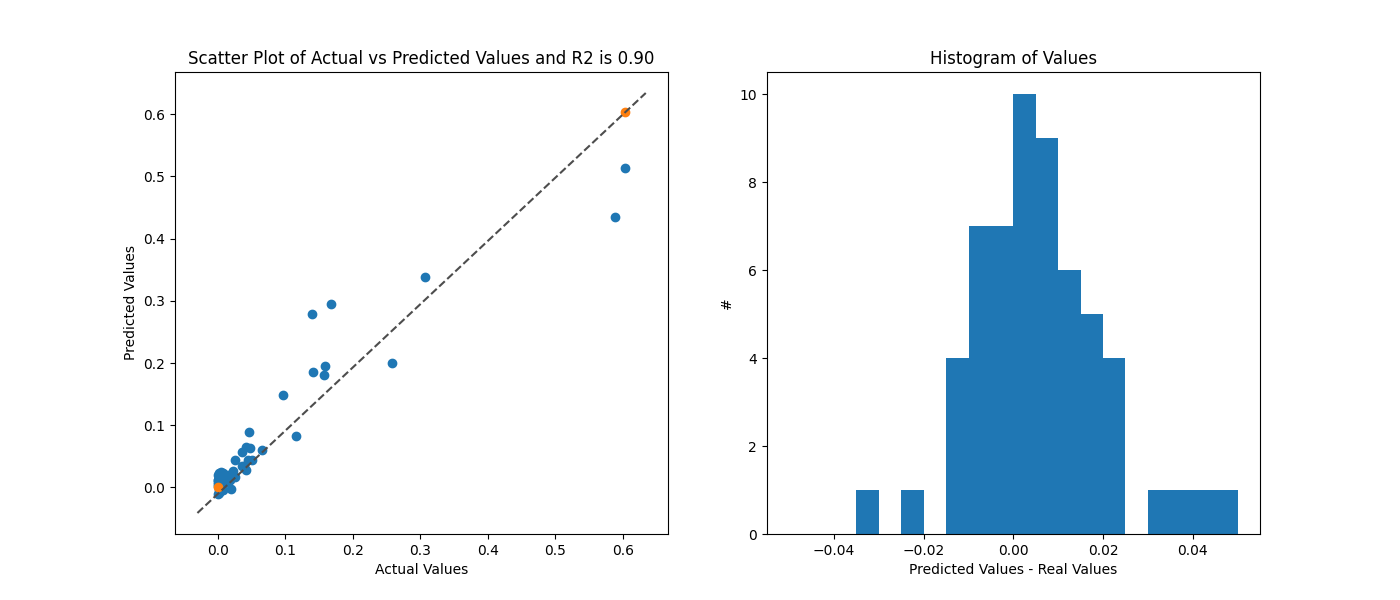 Scatter Plot of Actual vs Predicted Values and R2 is 0.90
0.6
0.5
0.4
0.3
0.2
0.1
0.0
Predicted Values
0.0 0.1 0.2 0.3 0.4 0.5 0.6
Actual Values
Histogram of Values
10
8
6
4
2
0
#
−0.04 −0.02 0.00 0.02 0.04
Predicted Values - Real Values